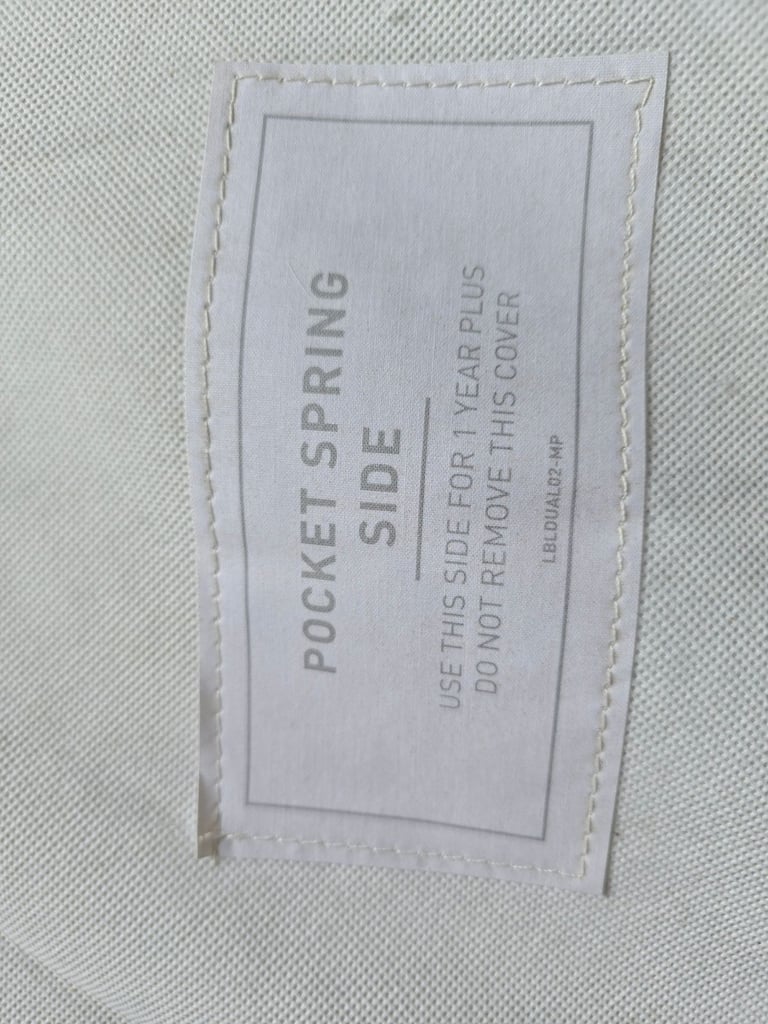 POCKET SPRING
SIDE
USE THIS SIDE FOR 1 YEAR PLUS
DO NOT REMOVE THIS COVER
LBLDUAL02-MP